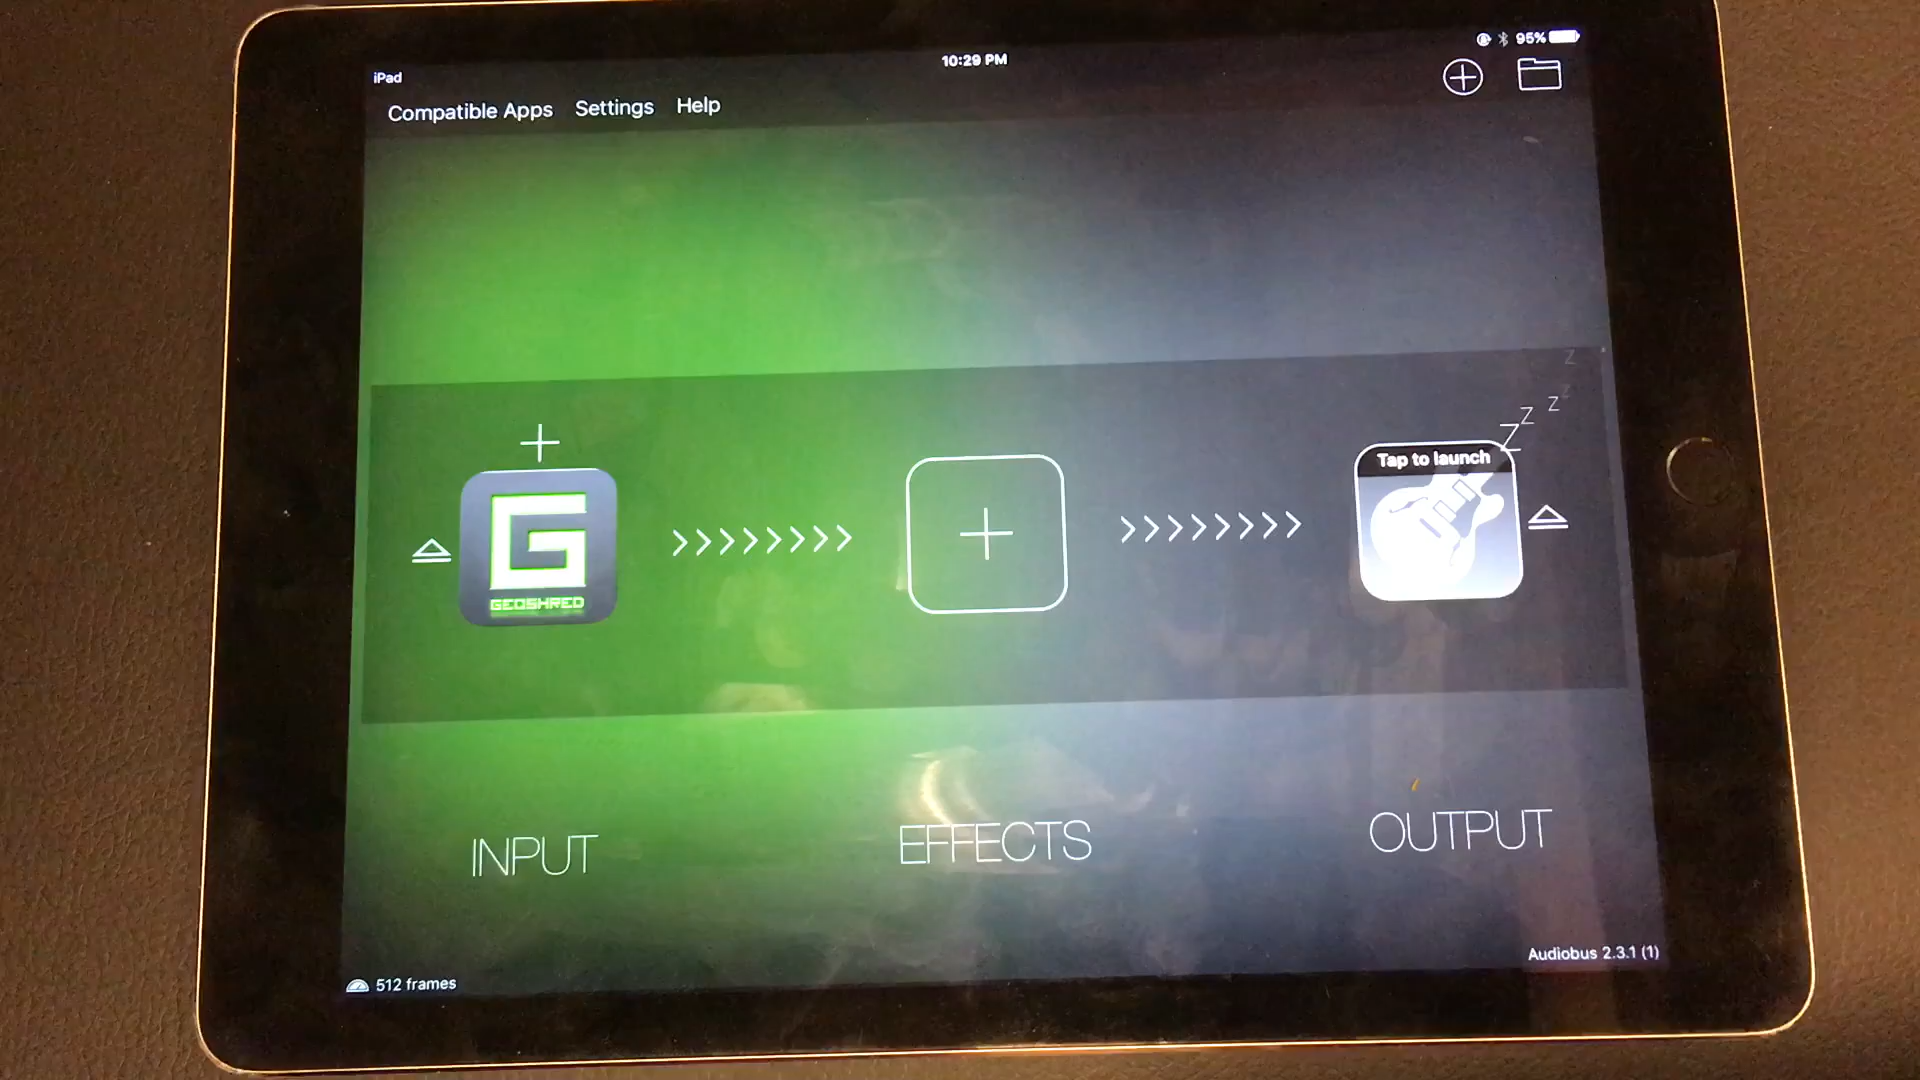 iPad
10:29 PM
95%
Compatible Apps Settings Help
Z
Z
Z
Z
Z
Tap to launch
G
GEOSHRED
INPUT
EFFECTS
OUTPUT
Audiobus 2.3.1 (1)
512 frames